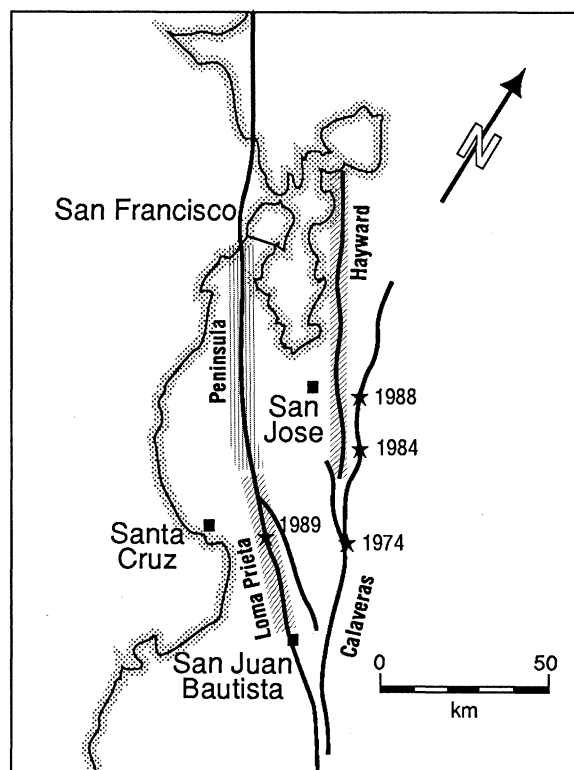 N
San Francisco
Hayward
Peninsula
1988
San
Jose
1984
1989
Santa
Cruz
1974
Loma Prieta
Calaveras
San Juan
Bautista
0
50
km